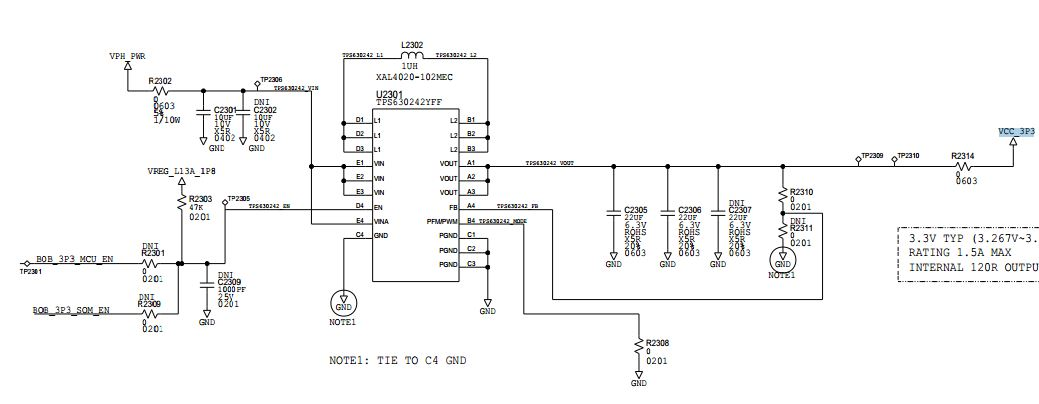 VPH_PWR
R2302
0
0603
5%
1/10W
TP2306
TPS630242_VIN
C2301
10UF
10V
X5R
0402
GND
DNI
C2302
10UF
10V
X5R
0402
GND
L2302
TPS630242_L1
TPS630242_L2
1UH
XAL4020-102MEC
U2301
TPS630242YFF
D1 L1
D2 L1
D3 L1
E1 VIN
E2 VIN
E3 VIN
D4 EN
E4 VINA
C4 GND
L2 B1
L2 B2
L2 B3
VOUT A1
VOUT A2
VOUT A3
FB A4
PFM/PWM B4
PGND C1
PGND C2
PGND C3
TPS630242_VOUT
TPS630242_FB
TPS630242_MODE
VREG_L13A_1P8
R2303
47K
0201
TP2305
TPS630242_EN
BOB_3P3_MCU_EN
TP2301
DNI
R2301
0
0201
BOB_3P3_SOM_EN
DNI
R2309
0
0201
DNI
C2309
1000PF
25V
0201
GND
GND
NOTE1
GND
C2305
22UF
6.3V
ROHS
X5R
20%
0603
GND
C2306
22UF
6.3V
ROHS
X5R
20%
0603
GND
DNI
C2307
22UF
6.3V
ROHS
X5R
20%
0603
GND
R2310
0
0201
DNI
R2311
0
0201
GND
NOTE1
TP2309
TP2310
R2314
0
0603
VCC_3P3
3.3V TYP (3.267V~3.
RATING 1.5A MAX
INTERNAL 120R OUTPU
R2308
0
0201
GND
NOTE1: TIE TO C4 GND